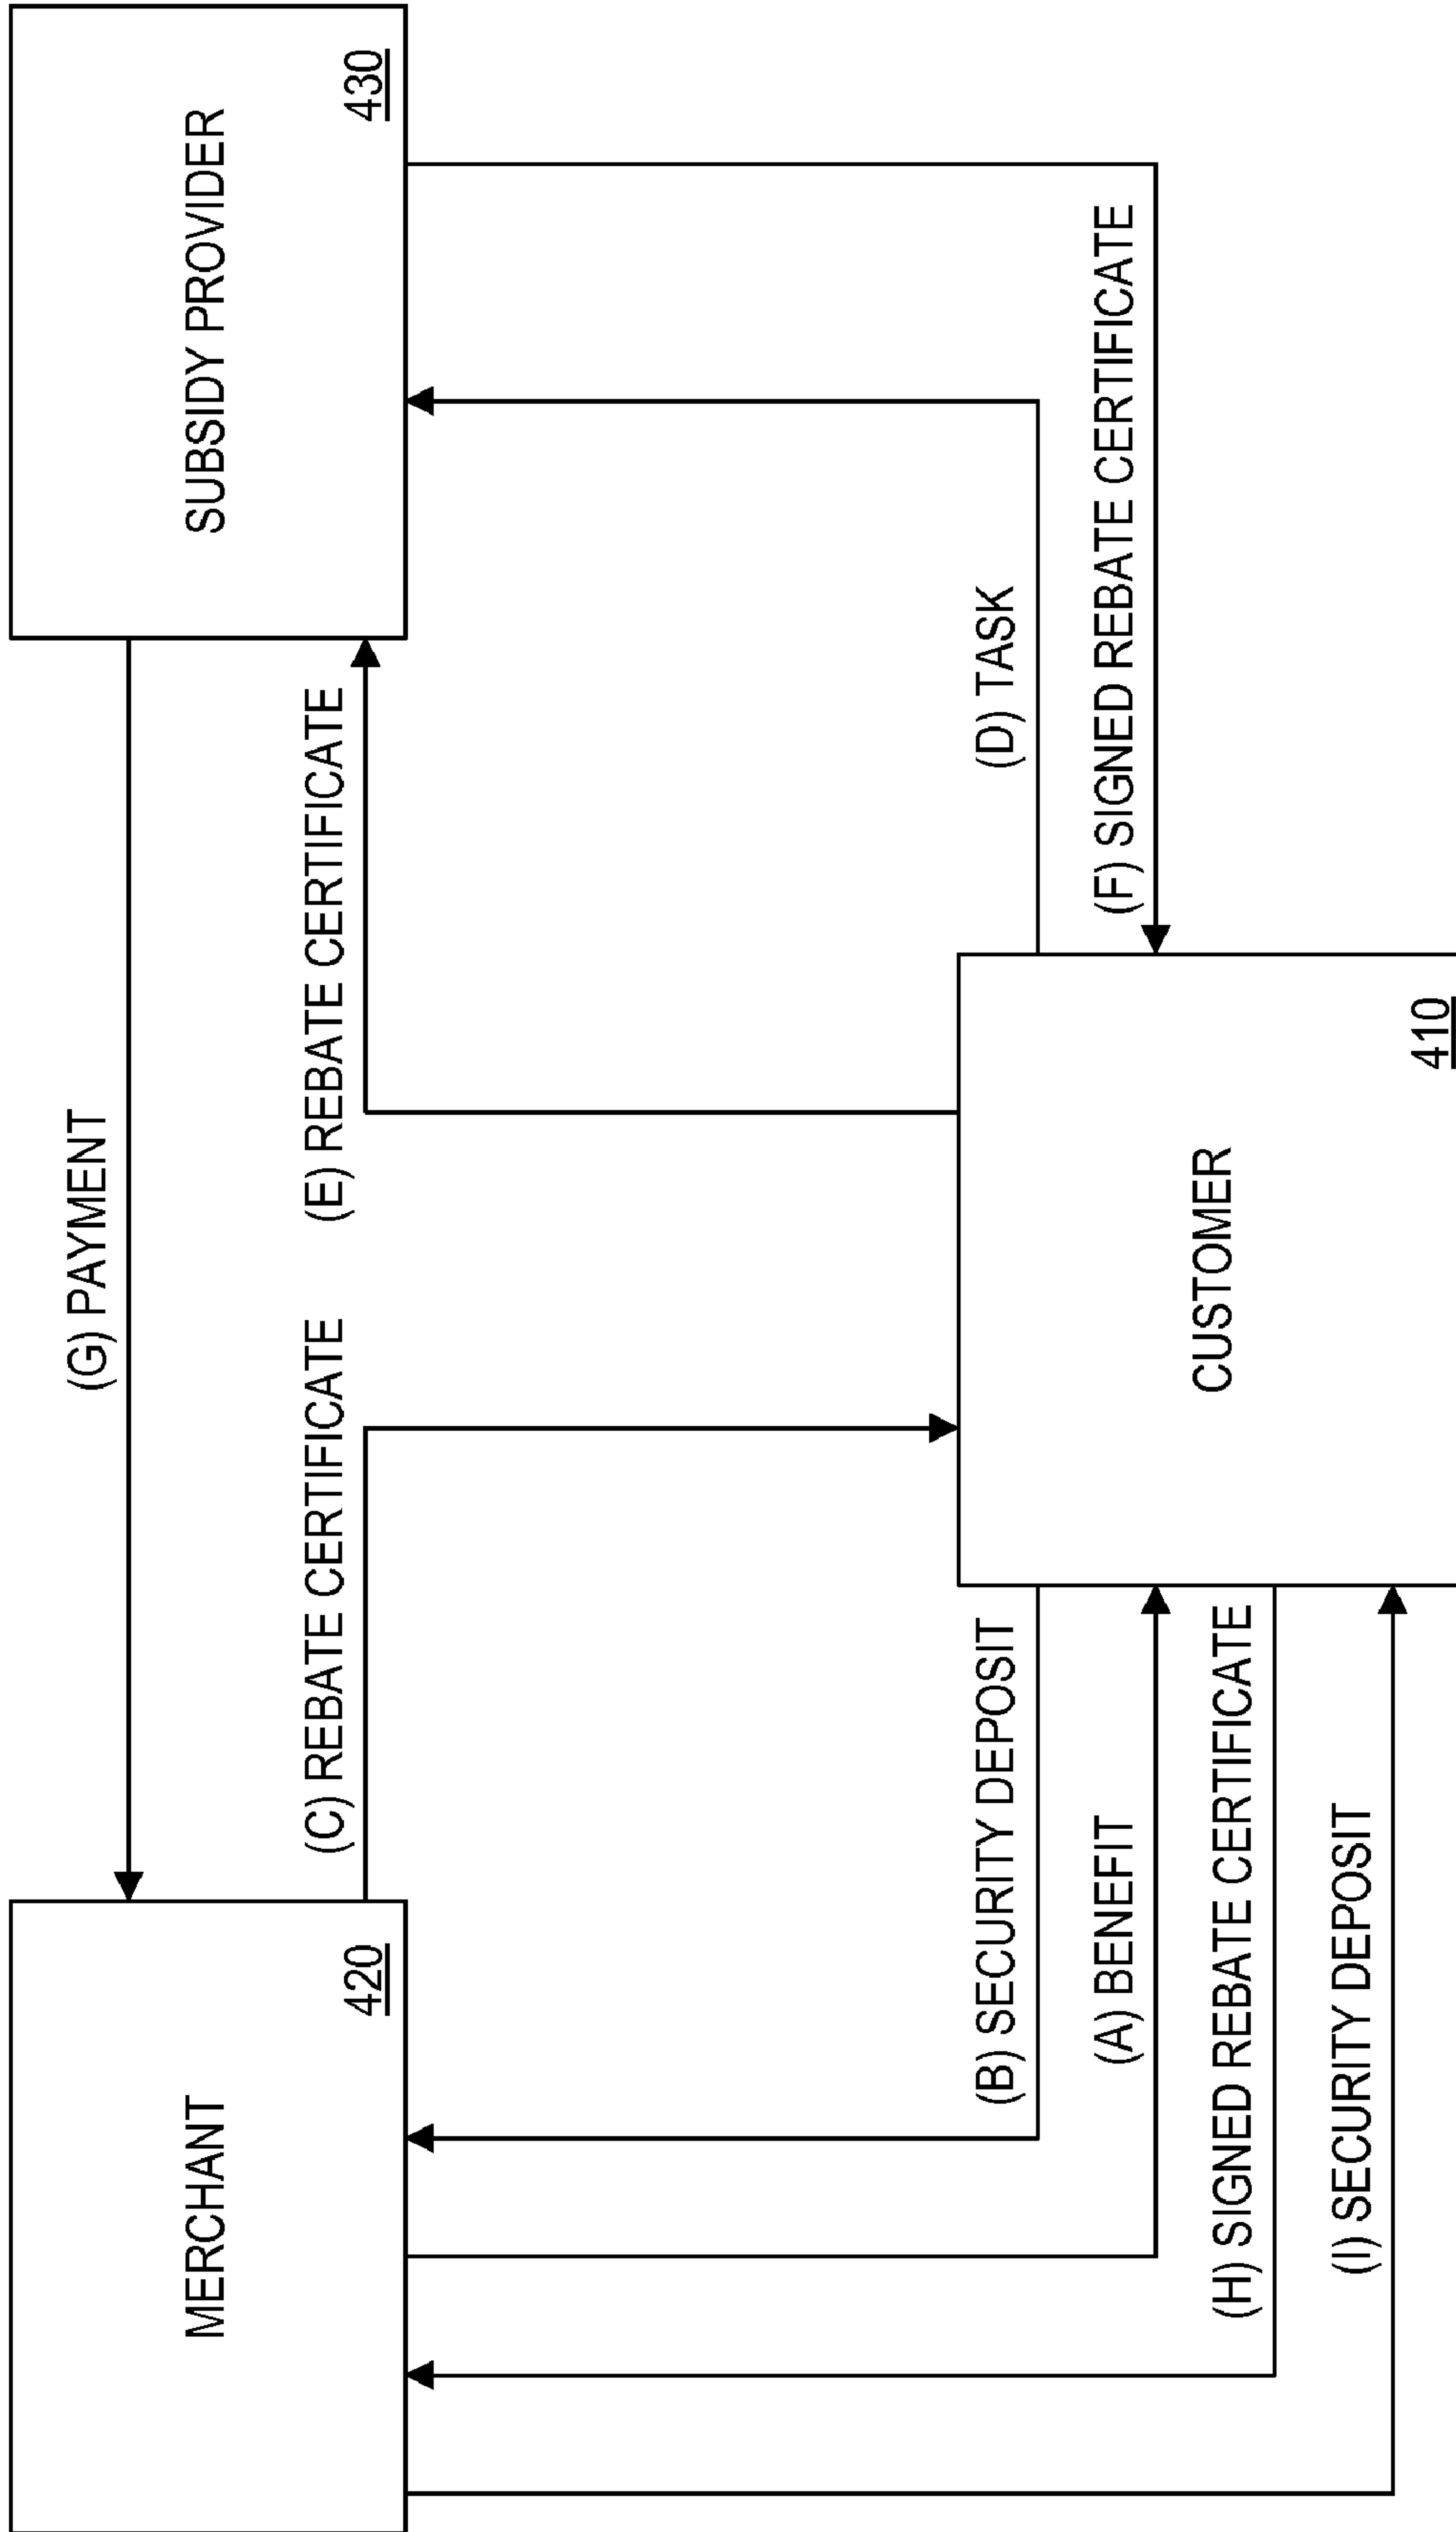 (G) PAYMENT
MERCHANT
420
SUBSIDY PROVIDER
430
(C) REBATE CERTIFICATE
(E) REBATE CERTIFICATE
(B) SECURITY DEPOSIT
(D) TASK
(A) BENEFIT
(F) SIGNED REBATE CERTIFICATE
(H) SIGNED REBATE CERTIFICATE
(I) SECURITY DEPOSIT
CUSTOMER
410